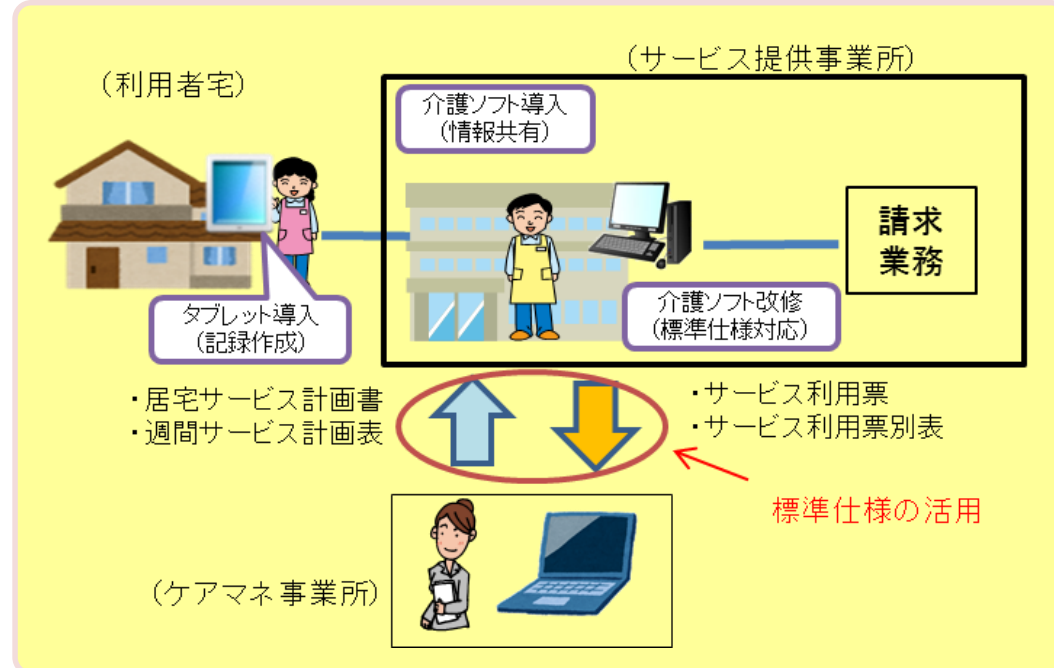 (サービス提供事業所)
(利用者宅)
介護ソフト導入
(情報共有)
請求
業務
タブレット導入
(記録作成)
介護ソフト改修
(標準仕様対応)
・居宅サービス計画書
・週間サービス計画表
・サービス利用票
・サービス利用票別表
標準仕様の活用
(ケアマネ事業所)